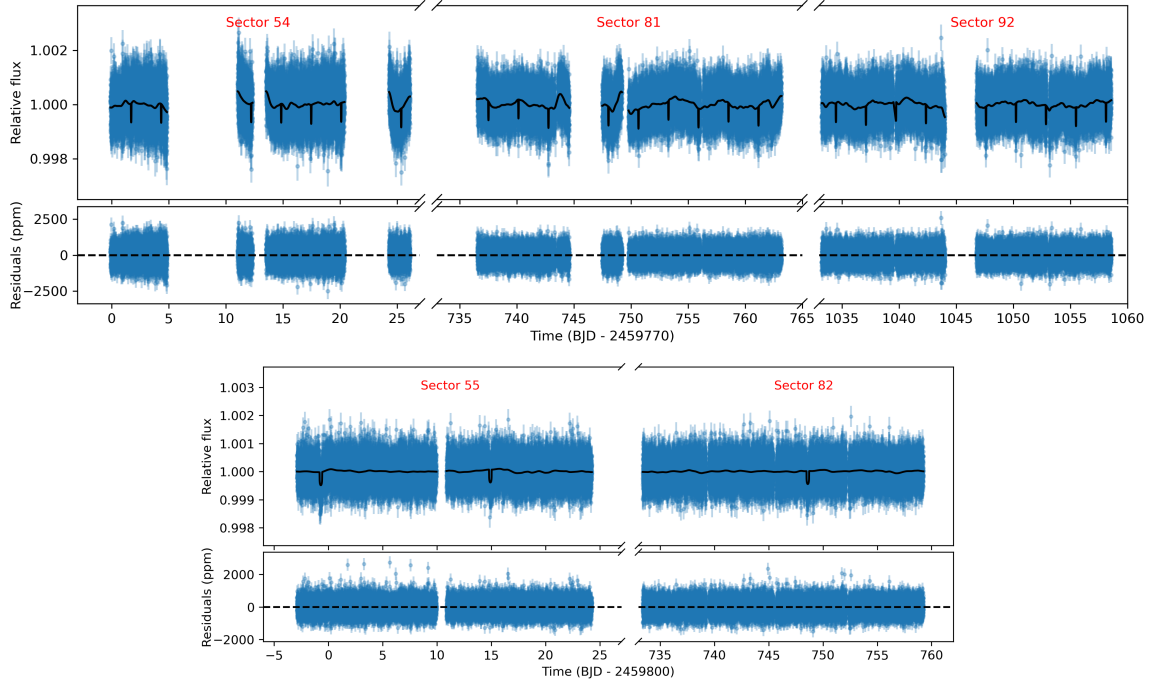 Sector 54 Sector 81 Sector 92
Relative flux
1.002
1.000
0.998
Residuals (ppm)
2500
0
−2500
0 5 10 15 20 25 735 740 745 750 755 760 765 1035 1040 1045 1050 1055 1060
Time (BJD - 2459770)
Sector 55 Sector 82
Relative flux
1.003
1.002
1.001
1.000
0.999
0.998
Residuals (ppm)
2000
0
−2000
−5 0 5 10 15 20 25 735 740 745 750 755 760
Time (BJD - 2459800)